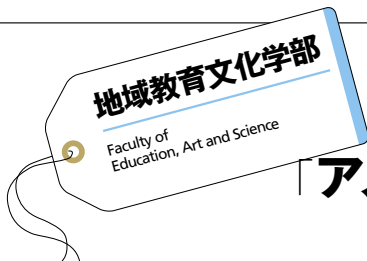 地域教育文化学部
Faculty of
Education, Art and Science
「ア